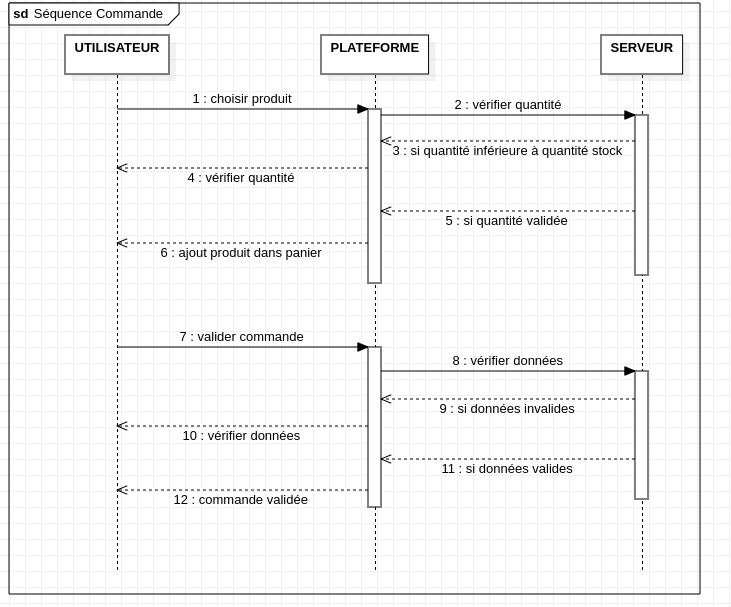 sd Séquence Commande
UTILISATEUR
PLATEFORME
SERVEUR
1 : choisir produit
2 : vérifier quantité
3 : si quantité inférieure à quantité stock
4 : vérifier quantité
5 : si quantité validée
6 : ajout produit dans panier
7 : valider commande
8 : vérifier données
9 : si données invalides
10 : vérifier données
11 : si données valides
12 : commande validée